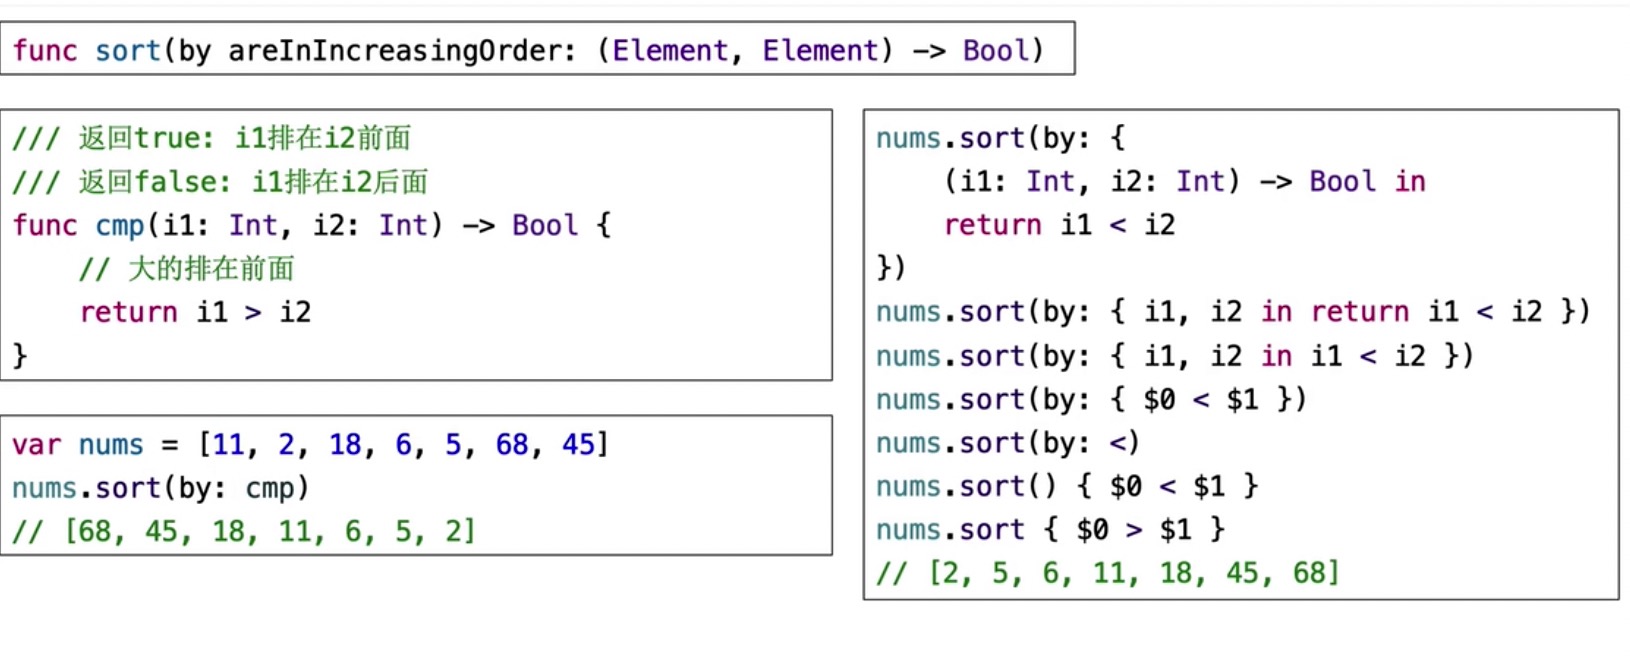 func sort(by areInIncreasingOrder: (Element, Element) -> Bool)
/// 返回true: i1排在i2前面
/// 返回false: i1排在i2后面
func cmp(i1: Int, i2: Int) -> Bool {
    // 大的排在前面
    return i1 > i2
}
var nums = [11, 2, 18, 6, 5, 68, 45]
nums.sort(by: cmp)
// [68, 45, 18, 11, 6, 5, 2]
nums.sort(by: {
    (i1: Int, i2: Int) -> Bool in
    return i1 < i2
})
nums.sort(by: { i1, i2 in return i1 < i2 })
nums.sort(by: { i1, i2 in i1 < i2 })
nums.sort(by: { $0 < $1 })
nums.sort(by: <)
nums.sort() { $0 < $1 }
nums.sort { $0 > $1 }
// [2, 5, 6, 11, 18, 45, 68]